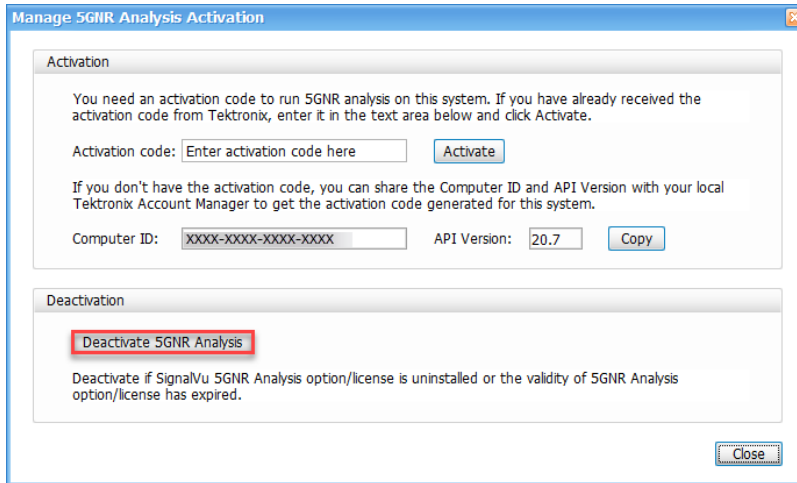 Manage 5GNR Analysis Activation
Activation
You need an activation code to run 5GNR analysis on this system. If you have already received the
activation code from Tektronix, enter it in the text area below and click Activate.
Activation code: Enter activation code here Activate
If you don't have the activation code, you can share the Computer ID and API Version with your local
Tektronix Account Manager to get the activation code generated for this system.
Computer ID: XXXX-XXXX-XXXX-XXXX API Version: 20.7 Copy
Deactivation
Deactivate 5GNR Analysis
Deactivate if SignalVu 5GNR Analysis option/license is uninstalled or the validity of 5GNR Analysis
option/license has expired.
Close